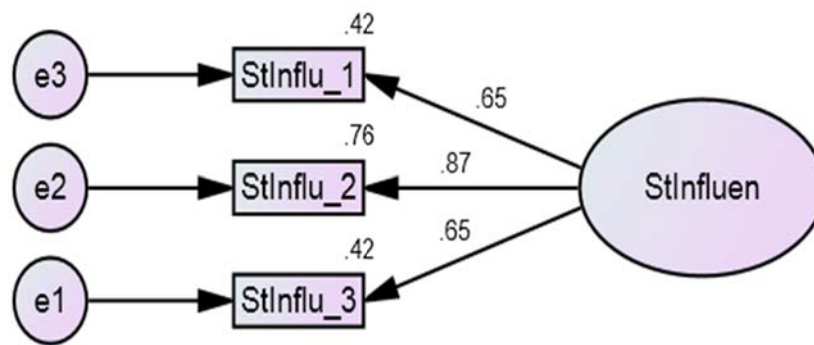 .42
e3
StInflu_1
.65
.76
e2
StInflu_2
.87
StInfluen
.42
.65
e1
StInflu_3